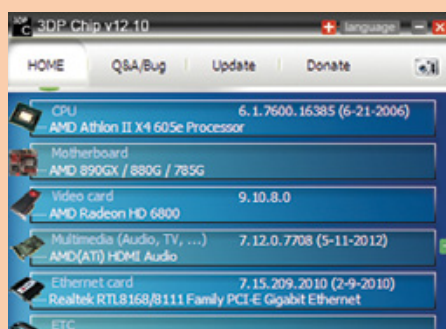 3DP Chip v12.10
language
HOME Q&A/Bug Update Donate
CPU 6.1.7600.16385 (6-21-2006)
AMD Athlon II X4 605e Processor
Motherboard
AMD 890GX / 880G / 785G
Video card 9.10.8.0
AMD Radeon HD 6800
Multimedia (Audio, TV, ...) 7.12.0.7708 (5-11-2012)
AMD(ATi) HDMI Audio
Ethernet card 7.15.209.2010 (2-9-2010)
Realtek RTL8168/8111 Family PCI-E Gigabit Ethernet
ETC